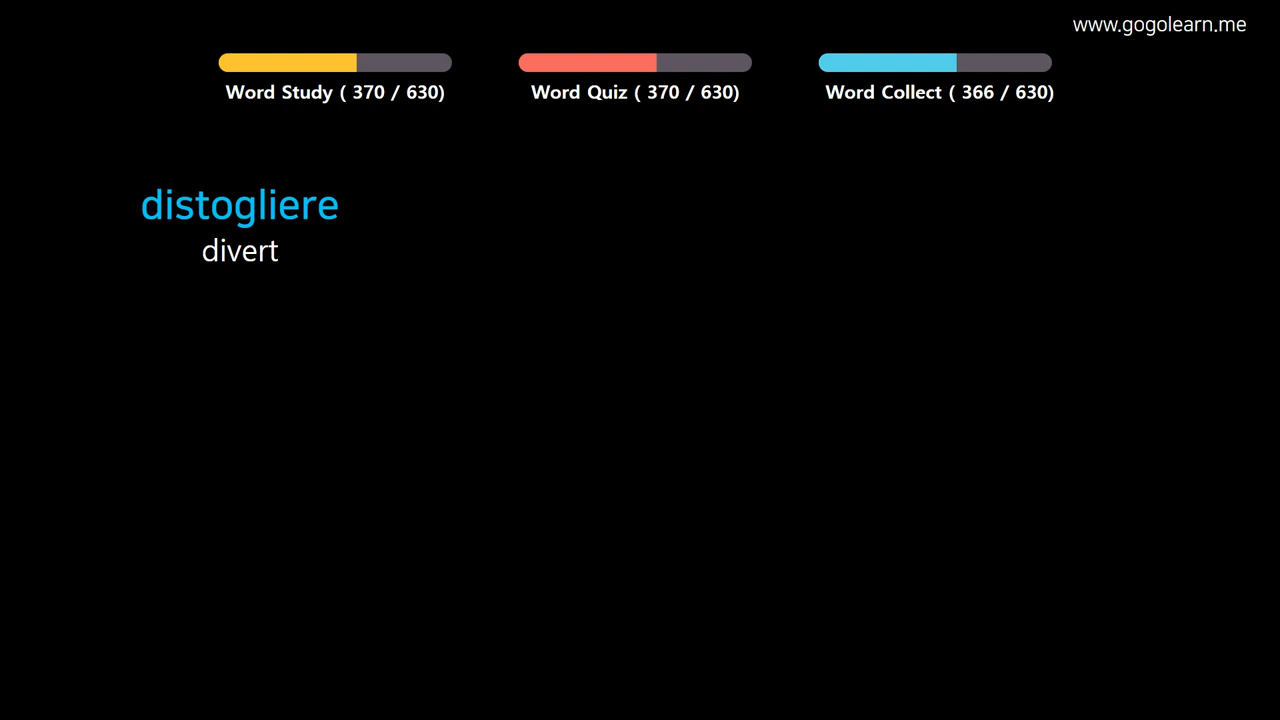 www.gogolearn.me
Word Study ( 370 / 630)
Word Quiz ( 370 / 630)
Word Collect ( 366 / 630)
distogliere
divert